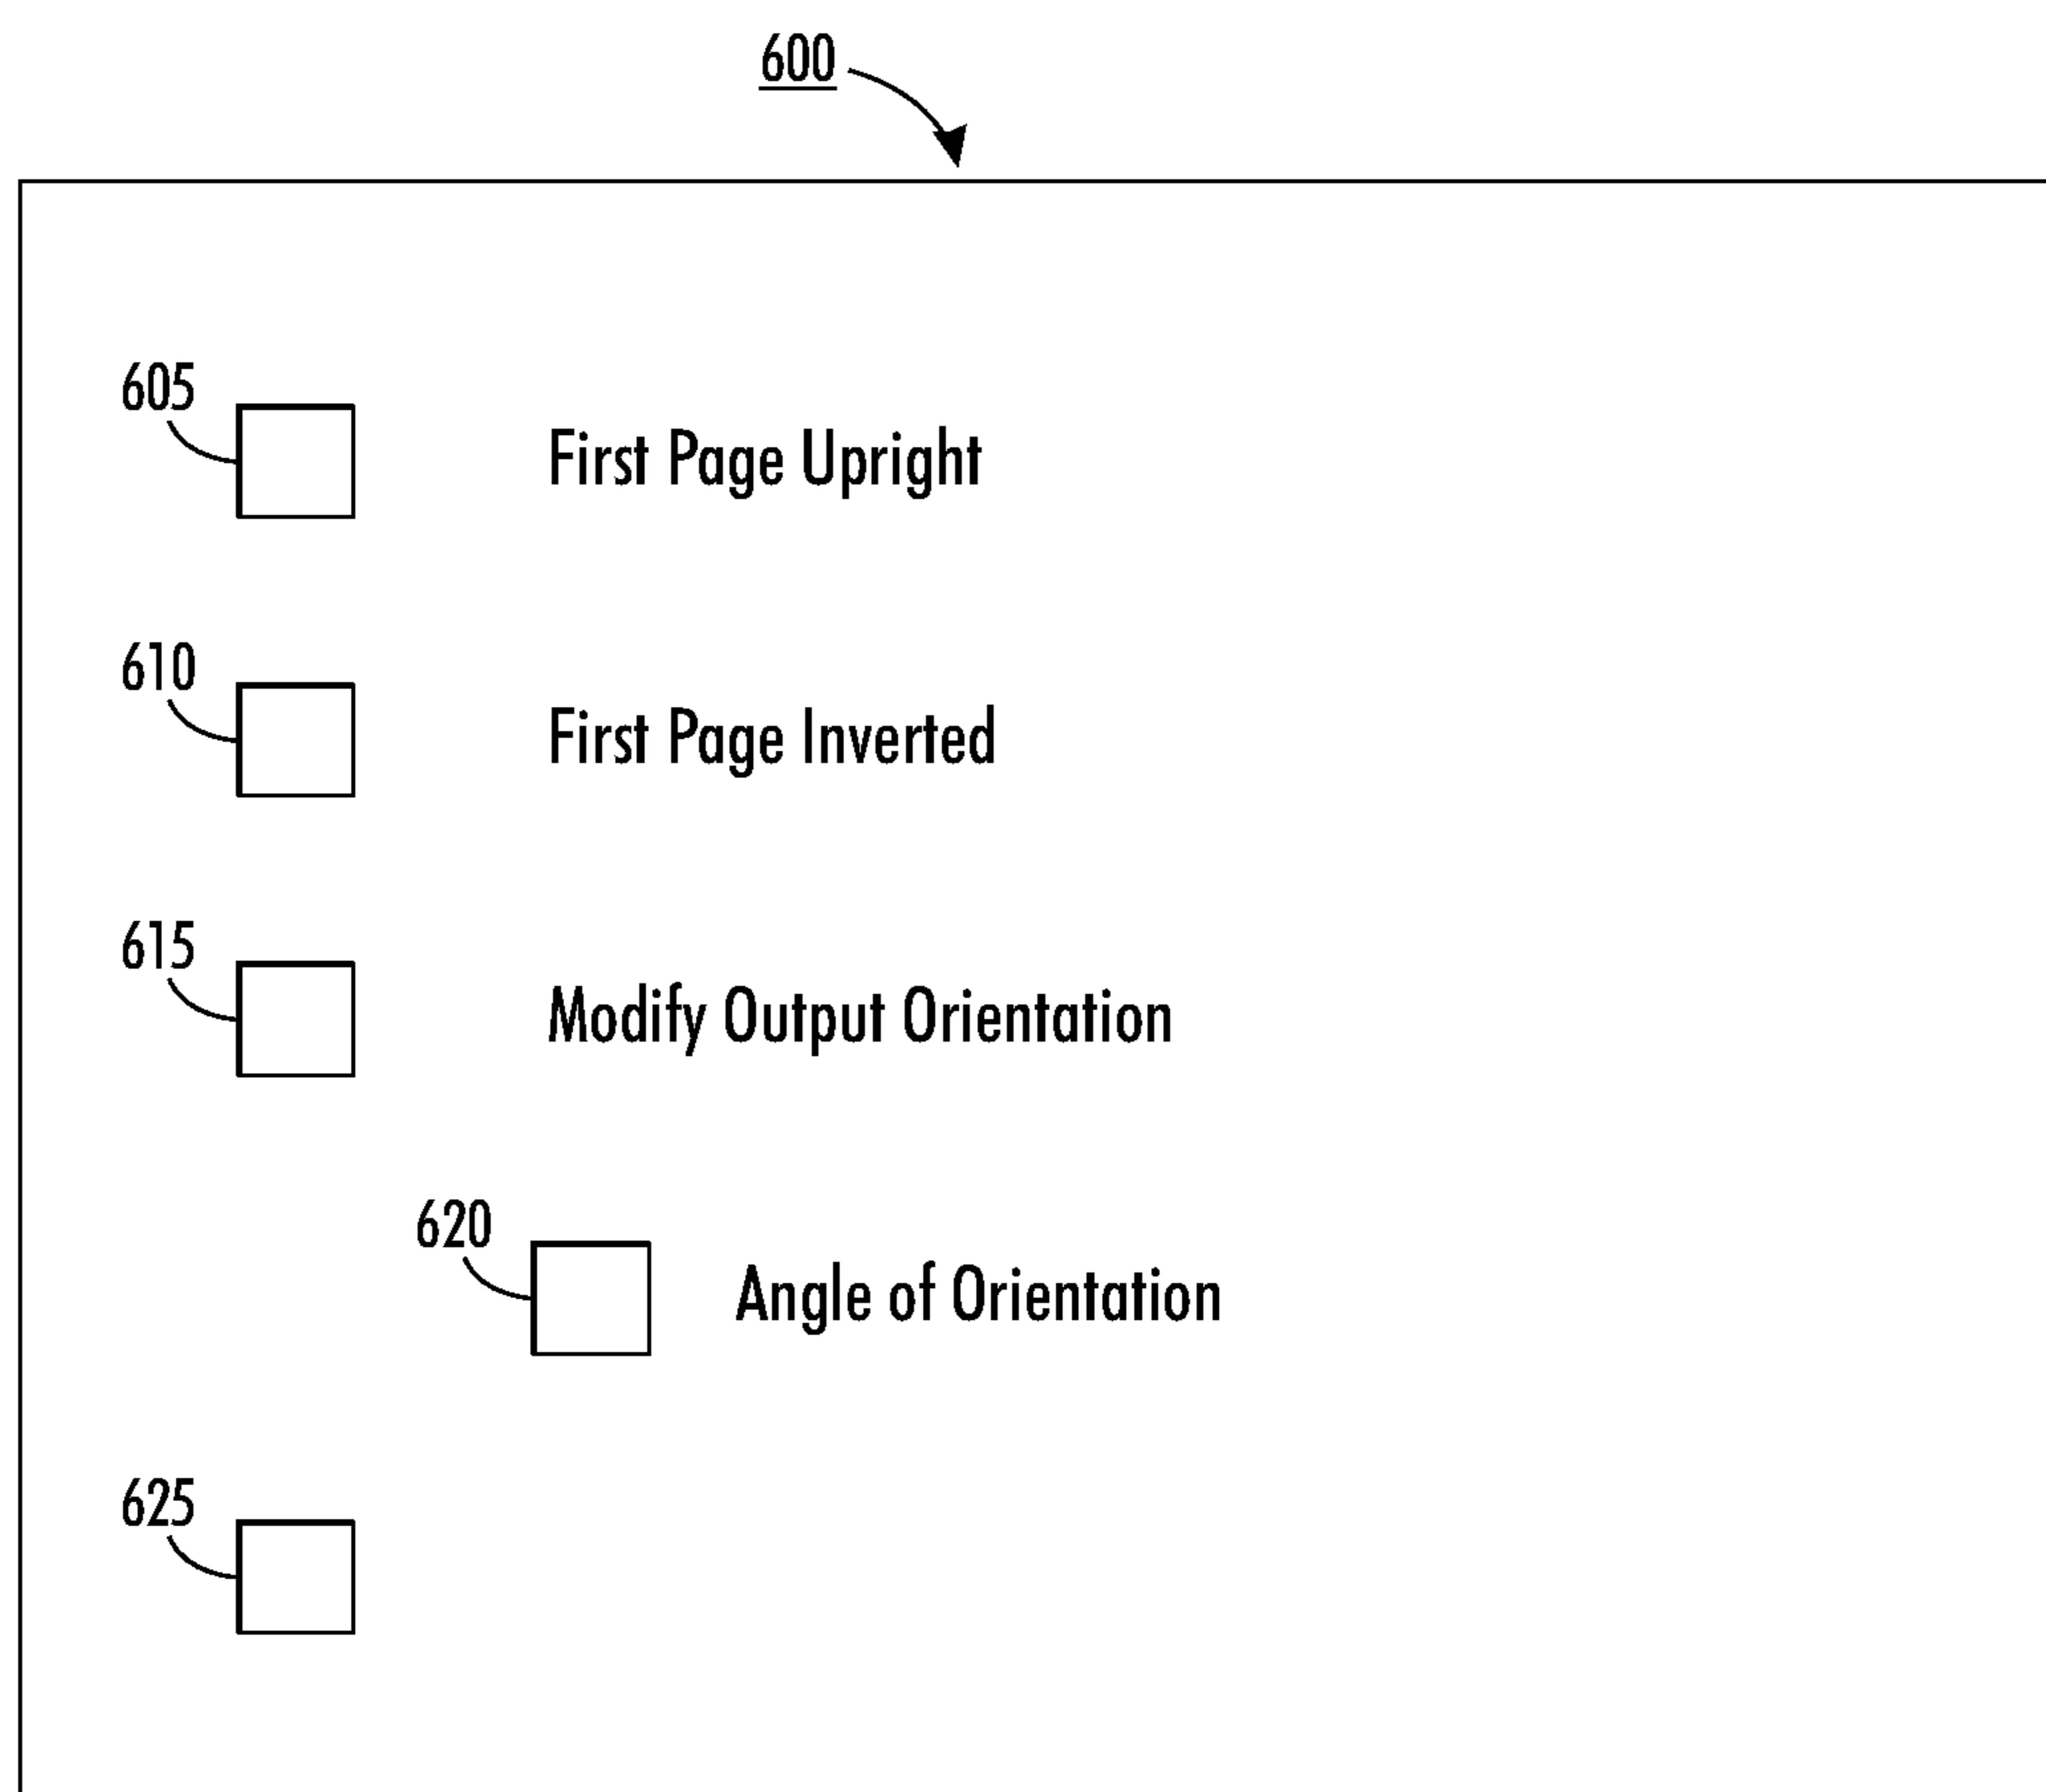 600
605
First Page Upright
610
First Page Inverted
615
Modify Output Orientation
620
Angle of Orientation
625